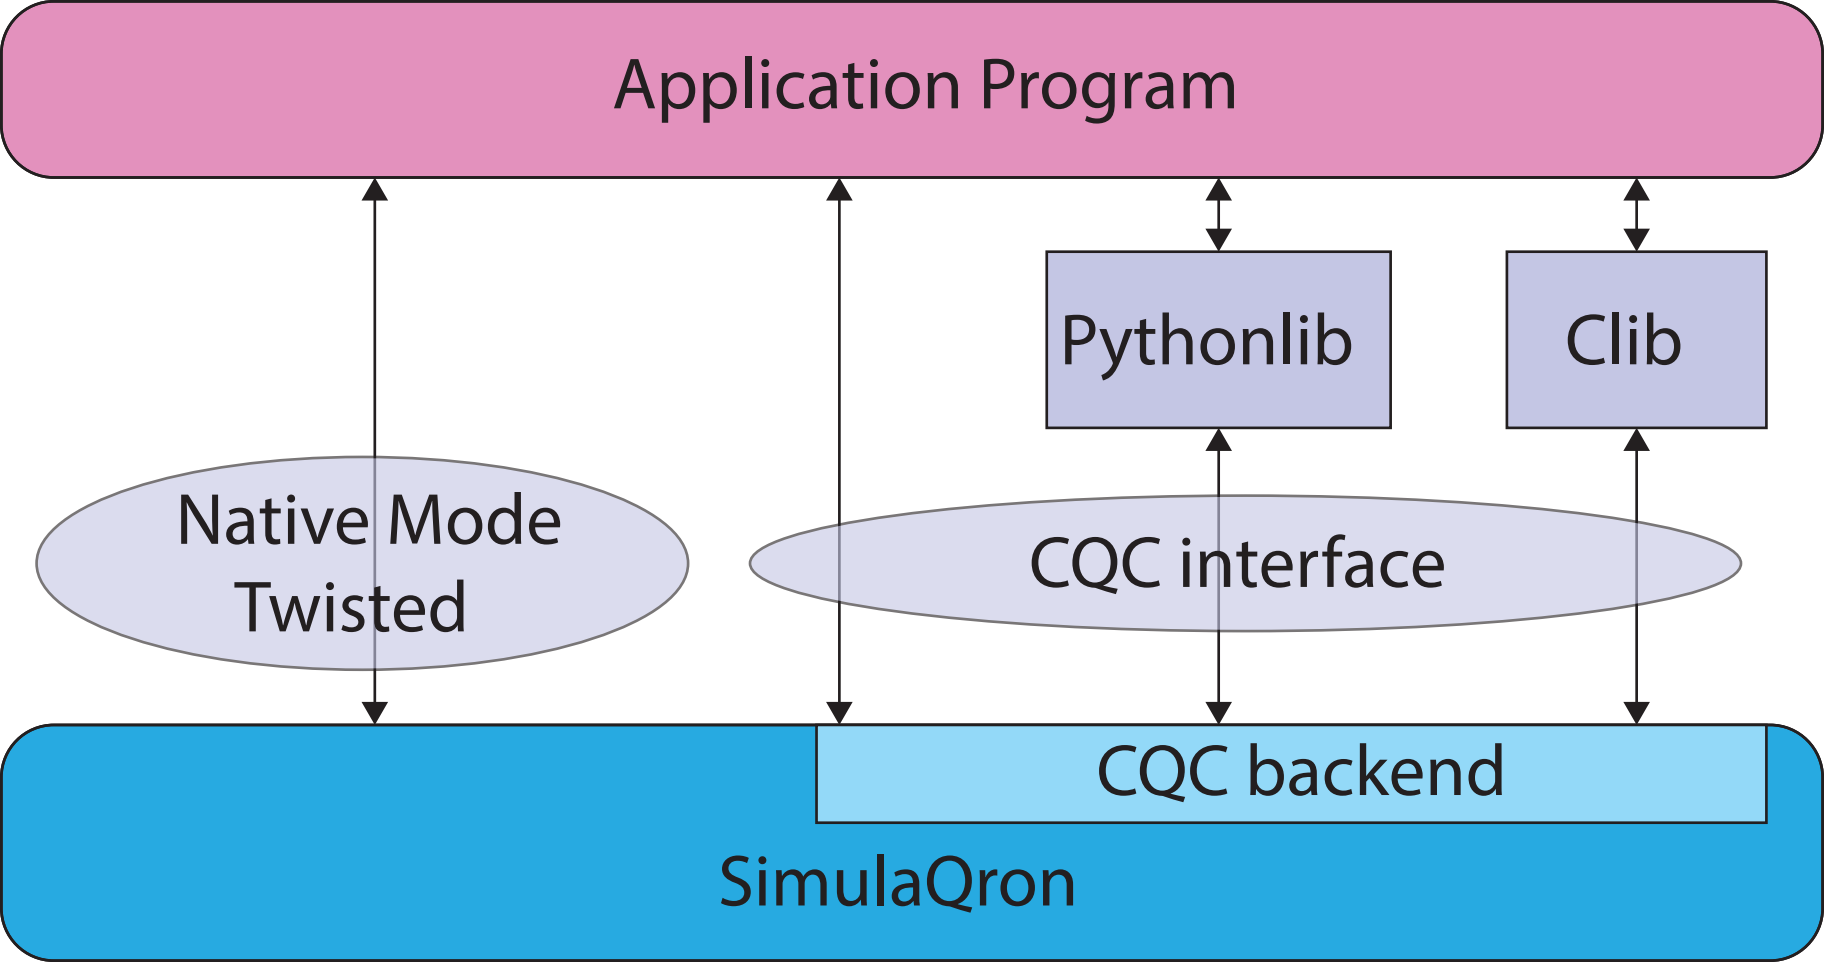 Application Program
Pythonlib
Clib
Native Mode
Twisted
CQC interface
CQC backend
SimulaQron